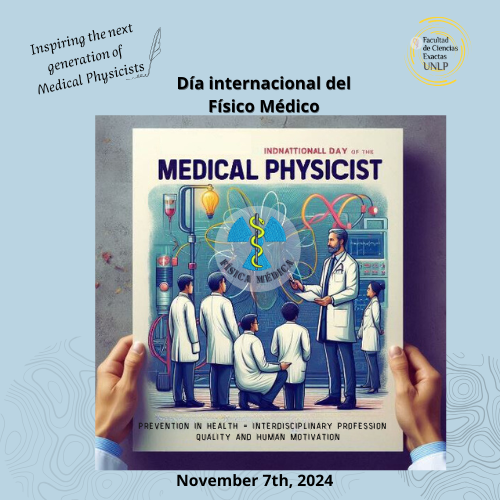 Inspiring the next
generation of
Medical Physicists
Facultad
de Ciencias
Exactas
UNLP
Día internacional del
Físico Médico
INDNATTIONALL DAY OF THE
MEDICAL PHYSICIST
FÍSICA MÉDICA
PREVENTION IN HEALTH - INTERDISCIPLINARY PROFESSION
QUALITY AND HUMAN MOTIVATION
November 7th, 2024